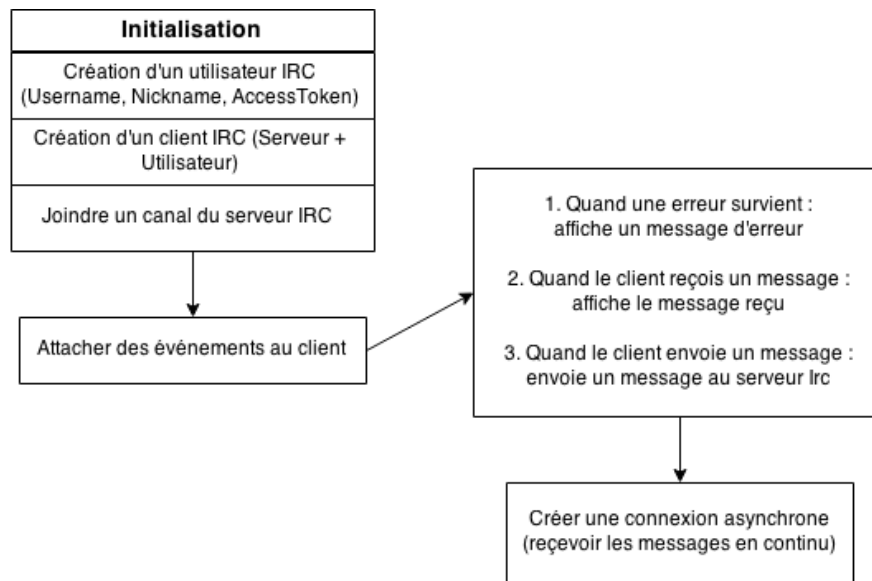 Initialisation
Création d'un utilisateur IRC
(Username, Nickname, AccessToken)
Création d'un client IRC (Serveur +
Utilisateur)
Joindre un canal du serveur IRC
Attacher des événements au client
1. Quand une erreur survient :
affiche un message d'erreur
2. Quand le client reçois un message :
affiche le message reçu
3. Quand le client envoie un message :
envoie un message au serveur Irc
Créer une connexion asynchrone
(reçevoir les messages en continu)